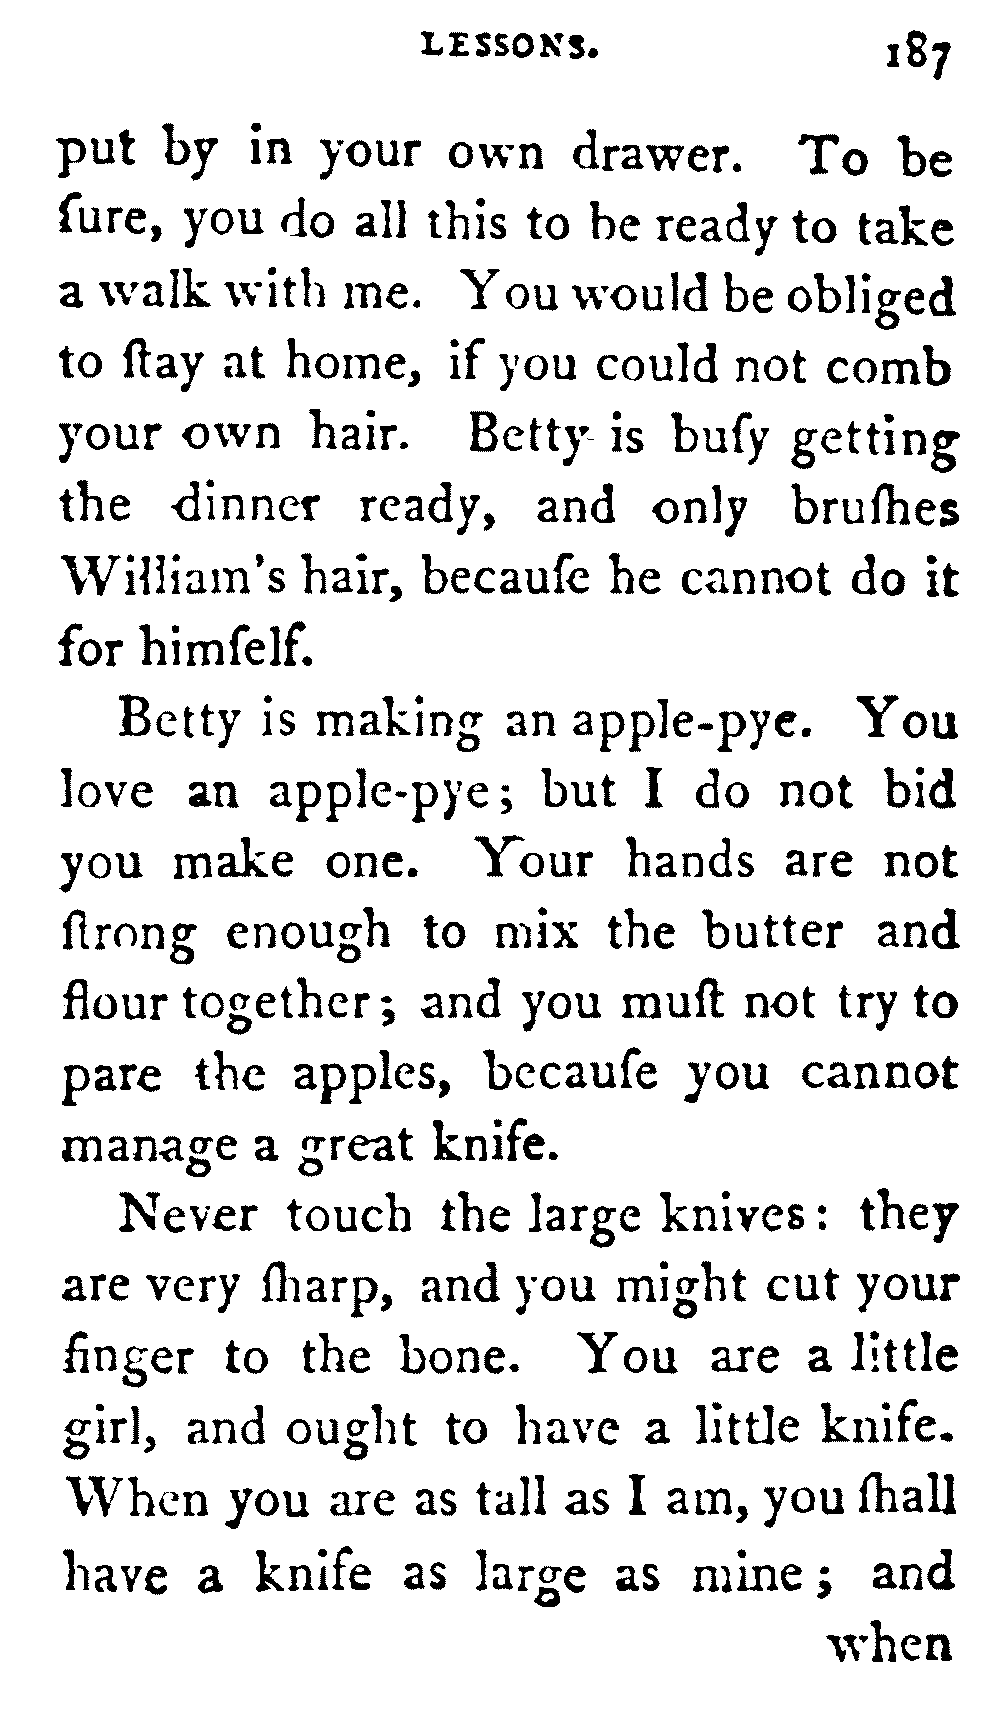 LESSONS. 187
put by in your own drawer. To be
ſure, you do all this to be ready to take
a walk with me. You would be obliged
to ſtay at home, if you could not comb
your own hair. Betty is buſy getting
the dinner ready, and only bruſhes
William's hair, becauſe he cannot do it
for himſelf.
Betty is making an apple-pye. You
love an apple-pye; but I do not bid
you make one. Your hands are not
ſtrong enough to mix the butter and
flour together; and you muſt not try to
pare the apples, becauſe you cannot
manage a great knife.
Never touch the large knives: they
are very ſharp, and you might cut your
finger to the bone. You are a little
girl, and ought to have a little knife.
When you are as tall as I am, you ſhall
have a knife as large as mine; and
when